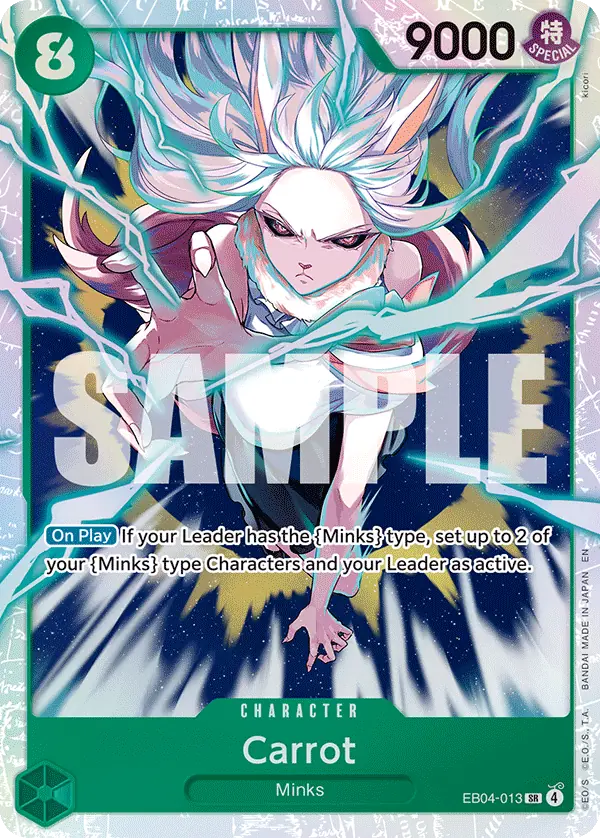 8
9000
特
SPECIAL
kicori
SAMPLE
On Play If your Leader has the {Minks} type, set up to 2 of
your {Minks} type Characters and your Leader as active.
CHARACTER
Carrot
Minks
EB04-013 SR 4
©E.O./S ©E.O./S., T.A. BANDAI MADE IN JAPAN EN